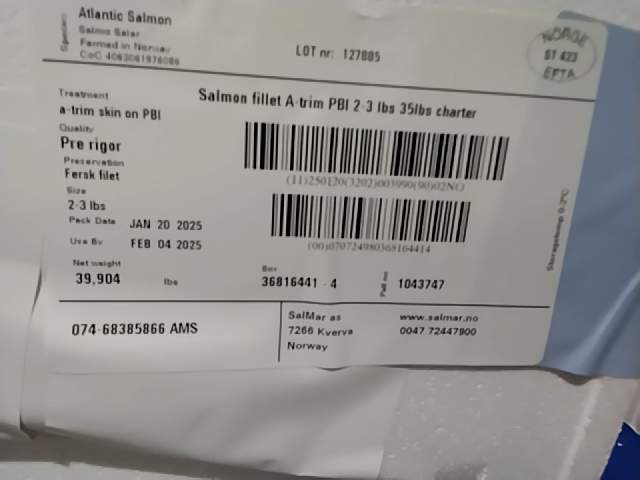 Species
Atlantic Salmon
Salmo Salar
Farmed in Norway
LOT nr: 127885
NORGE
ST 423
EFTA
Treatment
a-trim skin on PBI
Salmon fillet A-trim PBI 2-3 lbs 35lbs charter
Quality
Pre rigor
Preservation
Fersk filet
(11)250120(3202)003990(90)02NO
Size
2-3 lbs
Pack Date JAN 20 2025
Use By FEB 04 2025
(00)070724980368164414
Net weight
39,904 lbs
Box
36816441 - 4
Pall no
1043747
074-68385866 AMS
SalMar as
7266 Kverva
Norway
www.salmar.no
0047 72447900